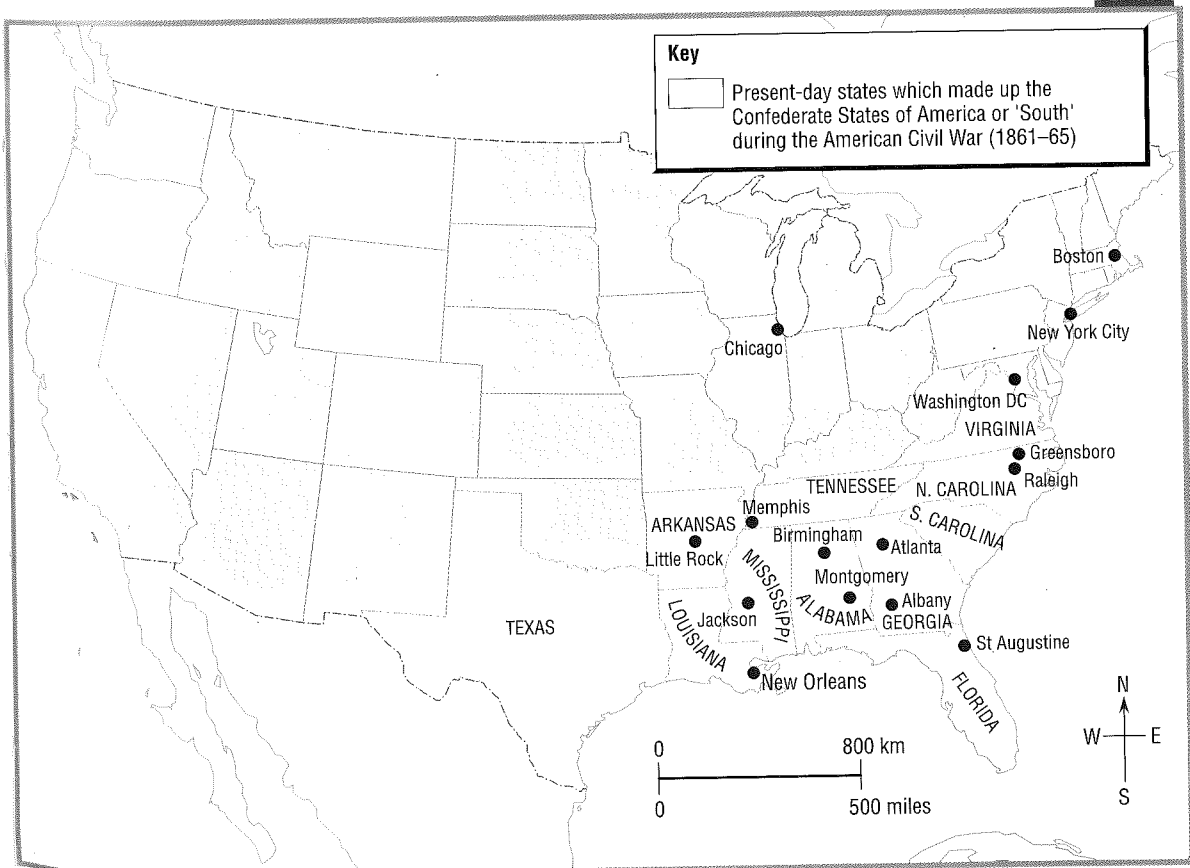 Key
Present-day states which made up the
Confederate States of America or 'South'
during the American Civil War (1861–65)
Boston
New York City
Chicago
Washington DC
VIRGINIA
Greensboro
Raleigh
TENNESSEE
N. CAROLINA
Memphis
S. CAROLINA
ARKANSAS
Birmingham
Atlanta
Little Rock
MISSISSIPPI
Montgomery
ALABAMA
Albany
GEORGIA
Jackson
LOUISIANA
TEXAS
St Augustine
New Orleans
FLORIDA
N
W E
S
0 800 km
0 500 miles